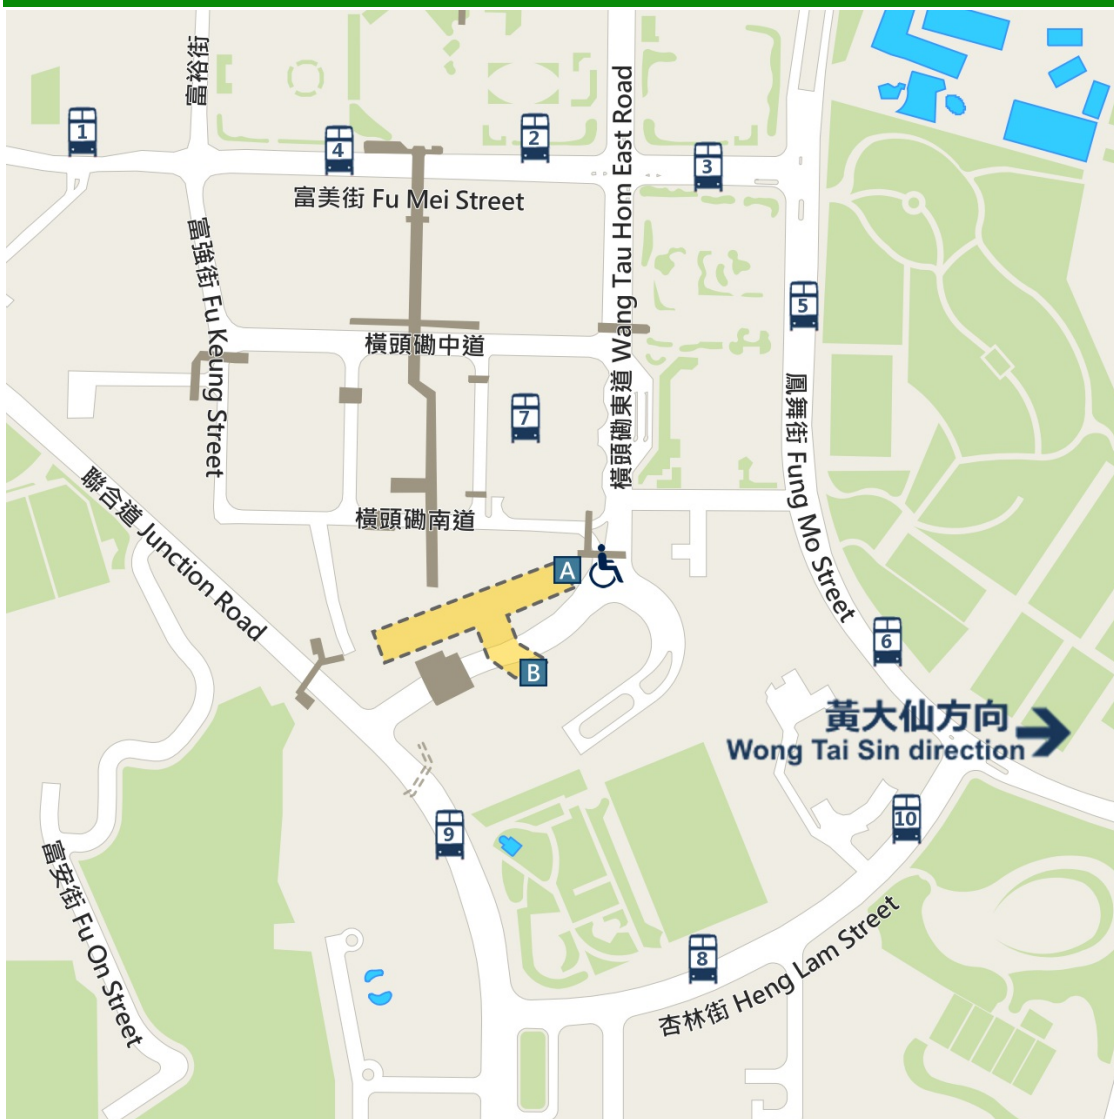 富裕街
1
4
2
3
富美街 Fu Mei Street
橫頭磡東道 Wang Tau Hom East Road
富強街 Fu Keung Street
5
橫頭磡中道
7
鳳舞街 Fung Mo Street
聯合道 Junction Road
橫頭磡南道
A
B
6
黃大仙方向
Wong Tai Sin direction
9
10
富安街 Fu On Street
8
杏林街 Heng Lam Street